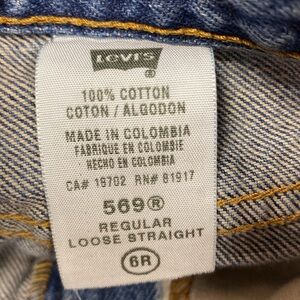 LEVI'S
®
100% COTTON
COTON / ALGODON
MADE IN COLOMBIA
FABRIQUE EN COLOMBIE
HECHO EN COLOMBIA
CA# 19702 RN# 81917
569®
REGULAR
LOOSE STRAIGHT
6R